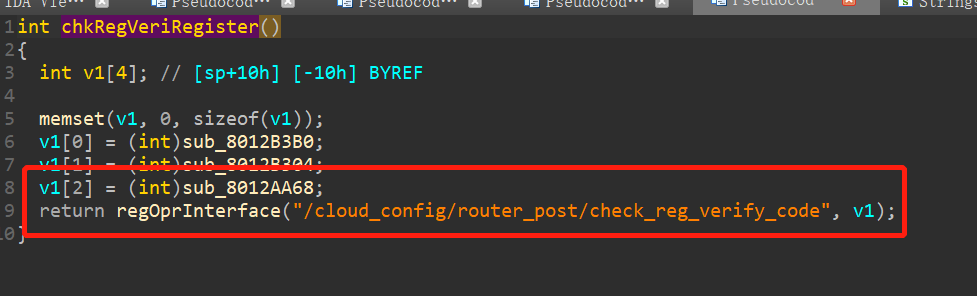 IDA Vie⋯ Pseudocod⋯ Pseudocod⋯ Pseudocod⋯ Pseudocod Strings
1 int chkRegVeriRegister()
2 {
3 int v1[4]; // [sp+10h] [-10h] BYREF
4
5 memset(v1, 0, sizeof(v1));
6 v1[0] = (int)sub_8012B3B0;
7 v1[1] = (int)sub_8012B304;
8 v1[2] = (int)sub_8012AA68;
9 return regOprInterface("/cloud_config/router_post/check_reg_verify_code", v1);
10 }